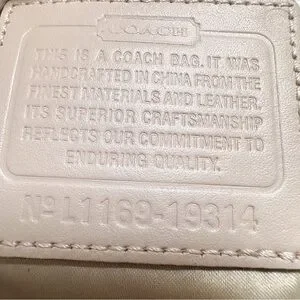 COACH
THIS IS A COACH BAG. IT WAS
HANDCRAFTED IN CHINA FROM THE
FINEST MATERIALS AND LEATHER.
ITS SUPERIOR CRAFTSMANSHIP
REFLECTS OUR COMMITMENT TO
ENDURING QUALITY.
Nº L1169-19314